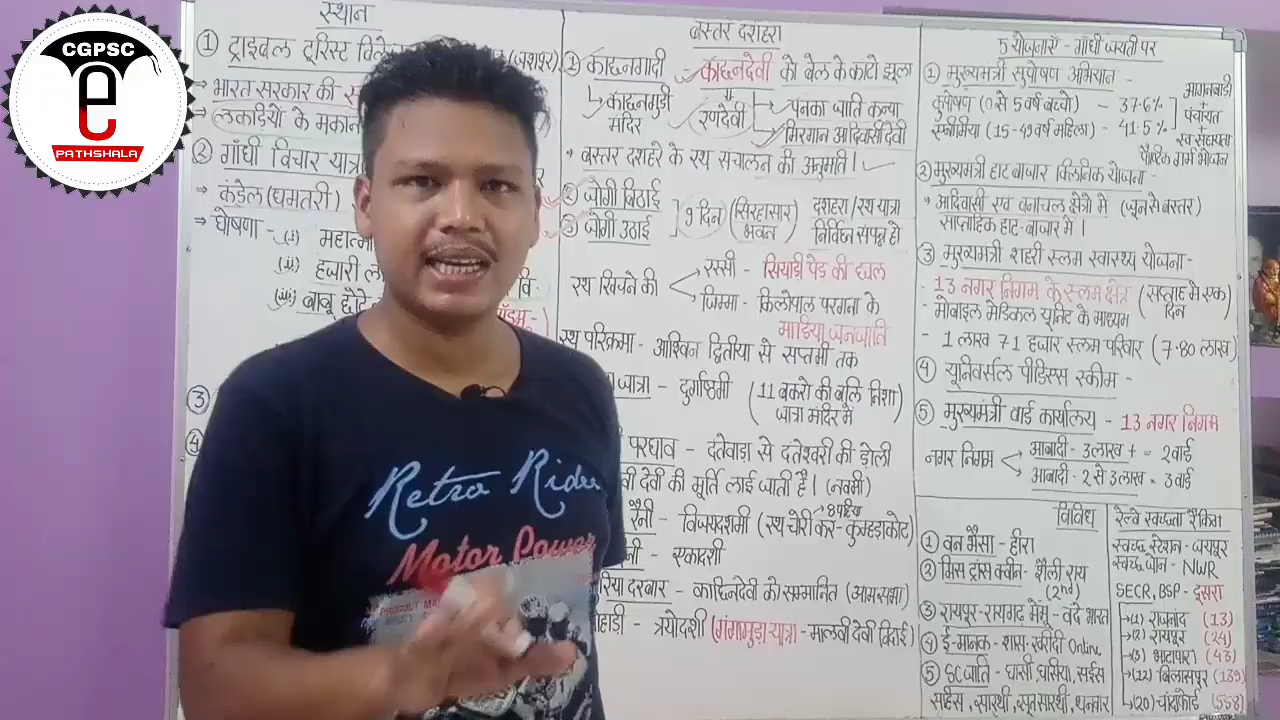 CGPSC
e
PATHSHALA
स्थान
① ट्राइबल टूरिस्ट (जशपुर)
→ भारत सरकार की
→ लकडियों के मकान
② गाँधी विचार यात्रा
→ कंडेल (धमतरी)
→ घोषणा - (i) महात्मा
(ii) हजारी ल
(iii) बाबू छोटे
वि.
③
④
बस्तर दशहरा
① काछनगादी काछनदेवी को बेल के काटो झूला
काछनगुड़ी मंदिर
रणदेवी
पनका जाति कन्या
मिरगान आदिवासी देवी
• बस्तर दशहरे के रथ संचालन की अनुमति।
② जोगी बिठाई
③ जोगी उठाई
9 दिन (सिरहासार भवन)
दशहरा/रथ यात्रा निर्विघ्न संपन्न हो
रथ खिचने की
रस्सी - सियाडी पेड़ की छाल
जिम्मा - किलोपाल परगना के माडिया जनजाति
रथ परिक्रमा - आश्विन द्वितीया से सप्तमी तक
जात्रा - दुर्गाष्ठमी (11 बकरो की बलि निशा जात्रा मंदिर में)
परघाव - दंतेवाड़ा से दंतेश्वरी की डोली
देवी की मूर्ति लाई जाती है। (नवमी)
रैनी - विजयदशमी (रथ चोरी कर - कुम्हड़ाकोट)
नी - एकादशी
रिया दरबार - काछिनदेवी को सम्मानित (आमसभा)
हाड़ी - त्रयोदशी (गंगामुड़ा यात्रा - मालवी देवी विदाई)
5 योजनाएँ - गाँधी जयंती पर
① मुख्यमंत्री सुपोषण अभियान -
कुपोषण (0 से 5 वर्ष बच्चे) - 37.6%
एनीमिया (15-49 वर्ष महिला) - 41.5%
आंगनबाड़ी
+
पंचायत
स्व सहायता
पौष्टिक गर्म भोजन
② मुख्यमंत्री हाट बाजार क्लिनिक योजना -
• आदिवासी एवं वनांचल क्षेत्रो में (जून से बस्तर)
साप्ताहिक हाट-बाजार में।
③ मुख्यमंत्री शहरी स्लम स्वास्थ्य योजना -
- 13 नगर निगम के स्लम क्षेत्र (सप्ताह में एक दिन)
- मोबाइल मेडिकल यूनिट के माध्यम
- 1 लाख 71 हजार स्लम परिवार (7.80 लाख)
④ यूनिवर्सल पीडिएस स्कीम -
⑤ मुख्यमंत्री वार्ड कार्यालय - 13 नगर निगम
नगर निगम
आबादी - 3 लाख + = 2 वार्ड
आबादी - 2 से 3 लाख = 3 वार्ड
विविध
① वन भैंसा - हीरा
② मिस ट्रांस क्वीन - शैली राय
(2nd)
③ रायपुर-रायगढ़ मेमू - वंदे भारत
④ ई-मानक - शास. खरीदी Online
⑤ SC जाति - घासी घासिया, सईस
सहिस, सारथी, सूतसारथी, थनवार
रेल्वे स्वच्छता रैंकिंग
स्वच्छ स्टेशन - जयपुर
स्वच्छ जोन - NWR
SECR, BSP - दूसरा
(1) राजनांद (13)
(2) रायपुर (24)
(3) भाटापारा (43)
(12) बिलासपुर (139)
(20) चांपा (558)
Retro Rider
Motor Power